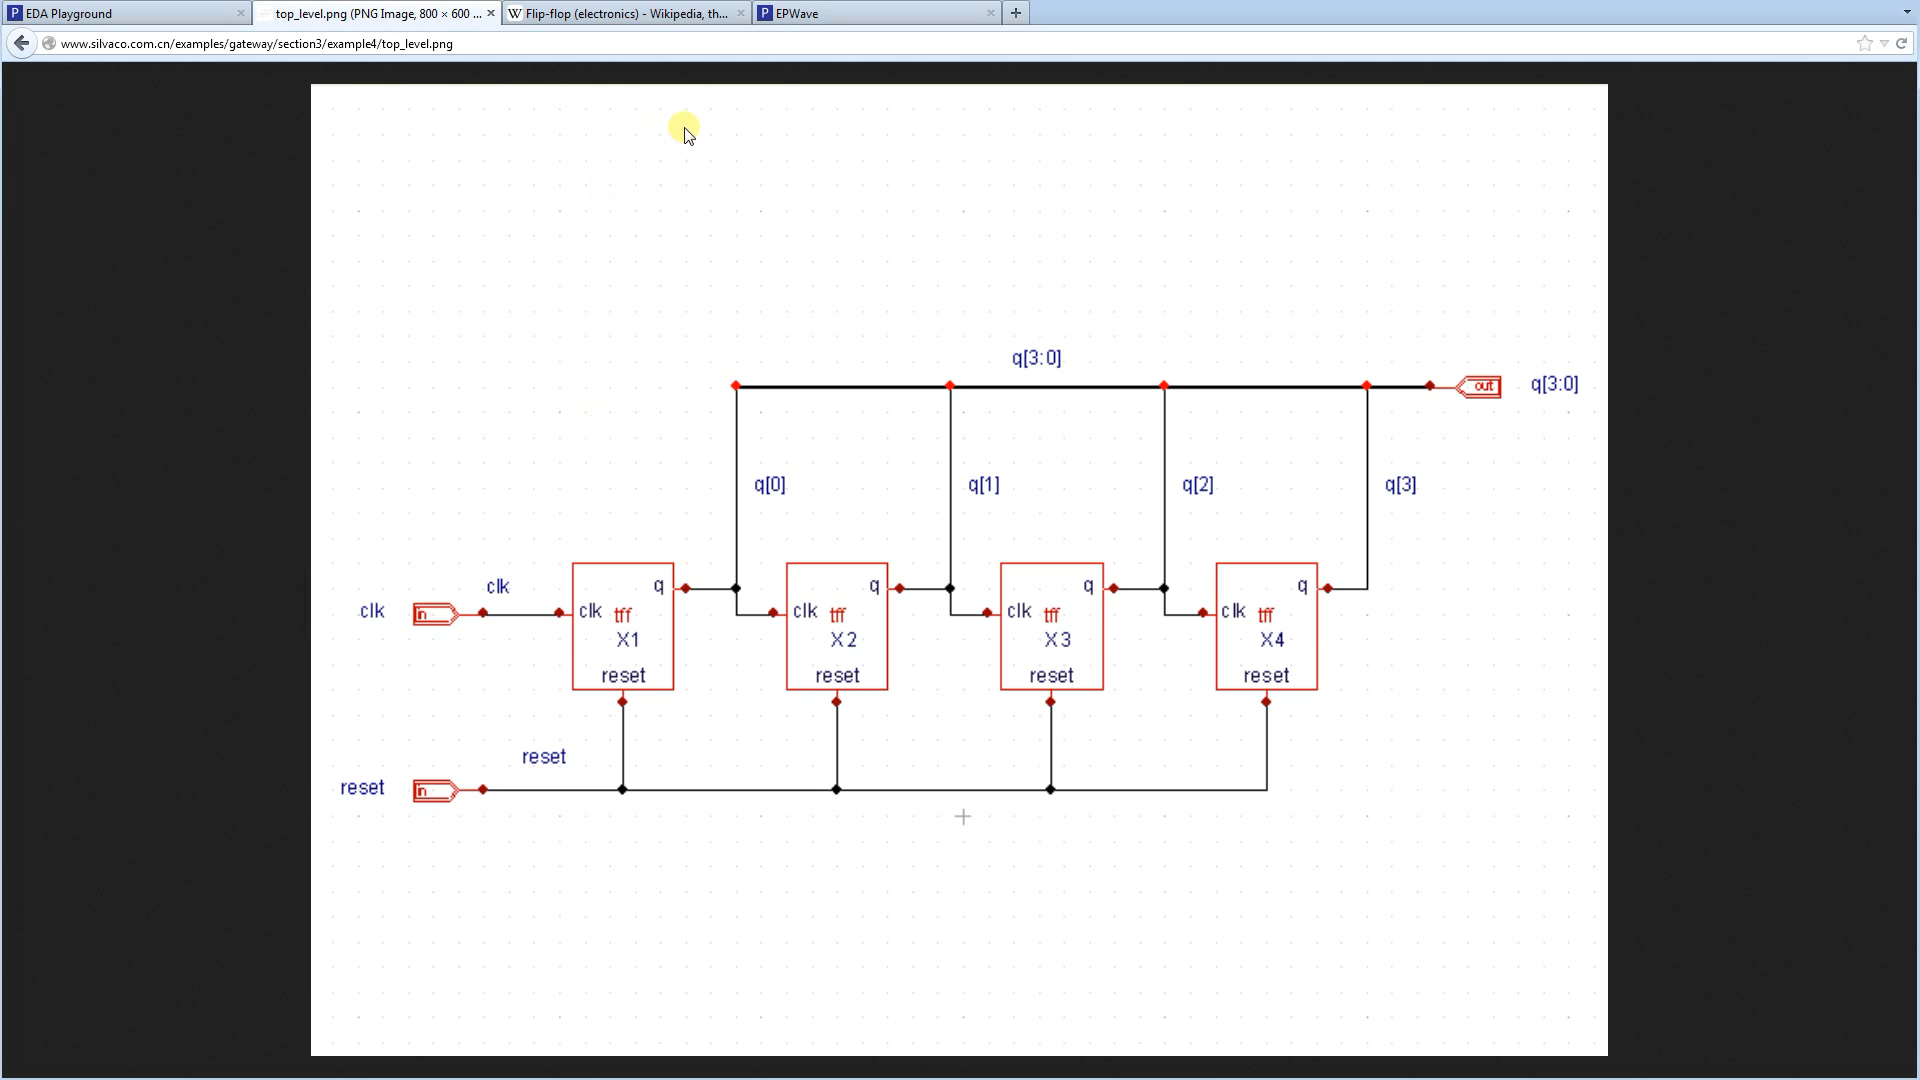 EDA Playground
top_level.png (PNG Image, 800 × 600 ...
Flip-flop (electronics) - Wikipedia, th...
EPWave
www.silvaco.com.cn/examples/gateway/section3/example4/top_level.png
q[3:0]
out
q[3:0]
q[0]
q[1]
q[2]
q[3]
clk
clk
in
q
clk
tff
X1
reset
q
clk
tff
X2
reset
q
clk
tff
X3
reset
q
clk
tff
X4
reset
reset
reset
in